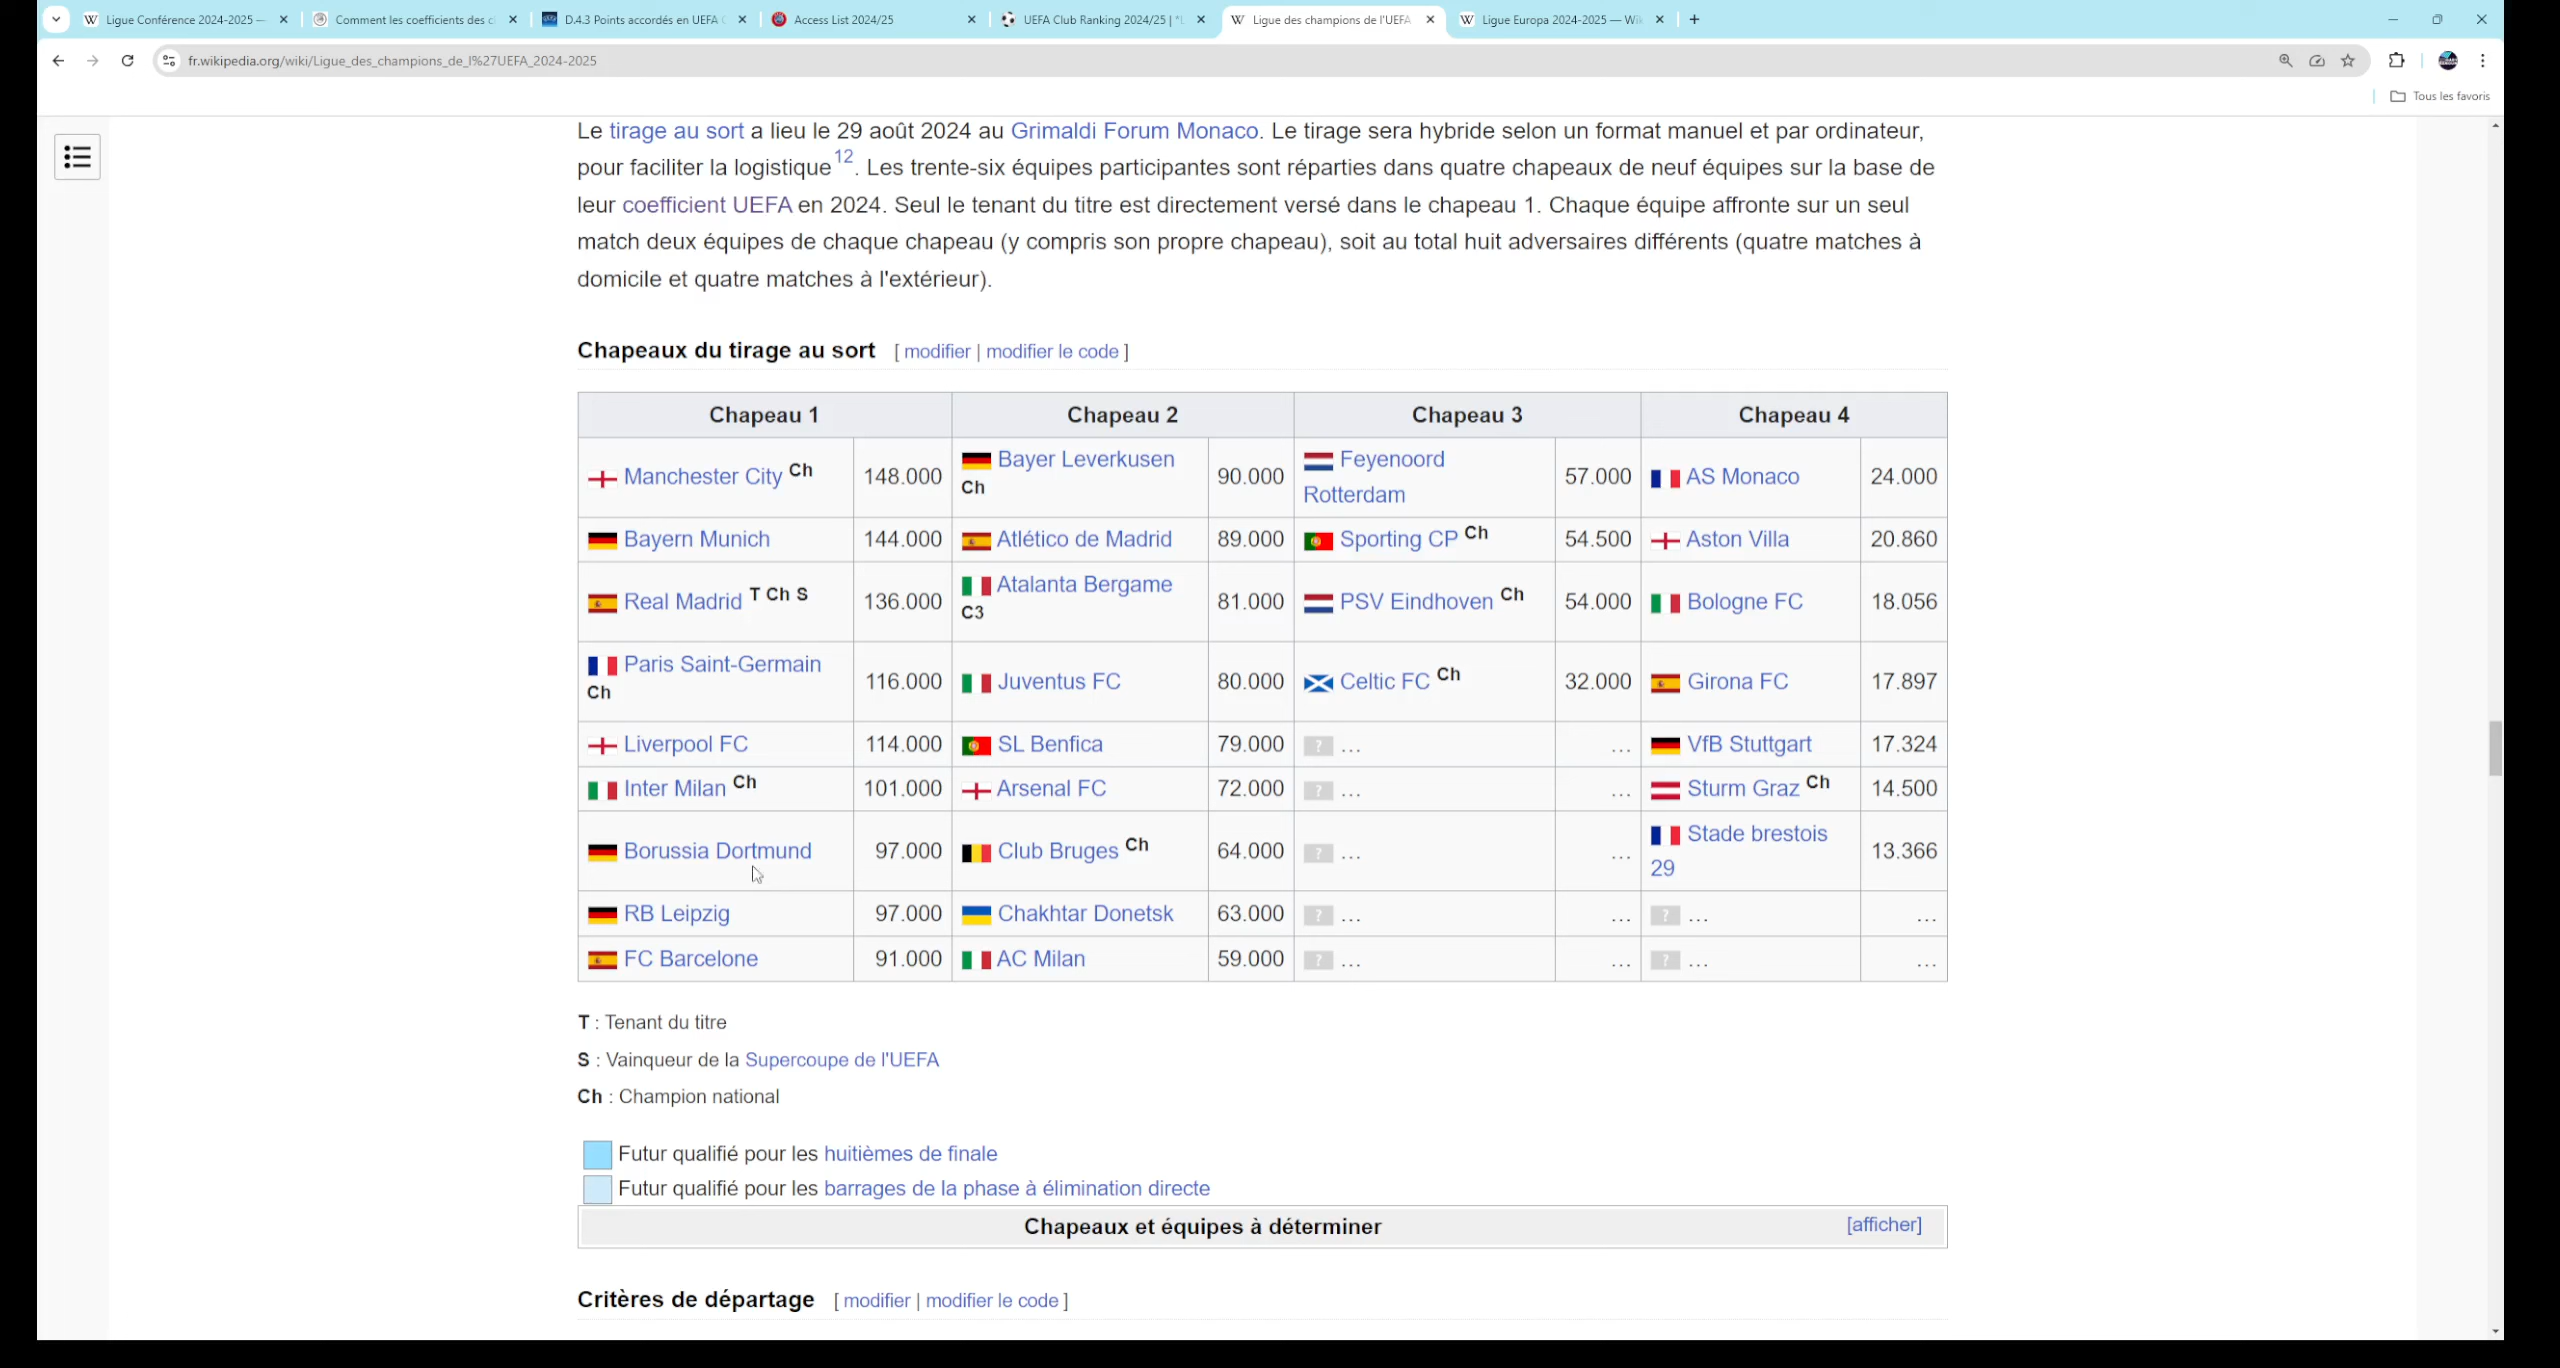 Ligue Conférence 2024-2025 —
Comment les coefficients des c
D.4.3 Points accordés en UEFA
Access List 2024/25
UEFA Club Ranking 2024/25 | *L
Ligue des champions de l'UEFA
Ligue Europa 2024-2025 — Wi
fr.wikipedia.org/wiki/Ligue_des_champions_de_l%27UEFA_2024-2025
Tous les favoris
Le tirage au sort a lieu le 29 août 2024 au Grimaldi Forum Monaco. Le tirage sera hybride selon un format manuel et par ordinateur,
pour faciliter la logistique 12. Les trente-six équipes participantes sont réparties dans quatre chapeaux de neuf équipes sur la base de
leur coefficient UEFA en 2024. Seul le tenant du titre est directement versé dans le chapeau 1. Chaque équipe affronte sur un seul
match deux équipes de chaque chapeau (y compris son propre chapeau), soit au total huit adversaires différents (quatre matches à
domicile et quatre matches à l'extérieur).
Chapeaux du tirage au sort [ modifier | modifier le code ]
Chapeau 1 Chapeau 2 Chapeau 3 Chapeau 4
Manchester City Ch 148.000 Bayer Leverkusen Ch 90.000 Feyenoord Rotterdam 57.000 AS Monaco 24.000
Bayern Munich 144.000 Atlético de Madrid 89.000 Sporting CP Ch 54.500 Aston Villa 20.860
Real Madrid T Ch S 136.000 Atalanta Bergame C3 81.000 PSV Eindhoven Ch 54.000 Bologne FC 18.056
Paris Saint-Germain Ch 116.000 Juventus FC 80.000 Celtic FC Ch 32.000 Girona FC 17.897
Liverpool FC 114.000 SL Benfica 79.000 ? … … VfB Stuttgart 17.324
Inter Milan Ch 101.000 Arsenal FC 72.000 ? … … Sturm Graz Ch 14.500
Borussia Dortmund 97.000 Club Bruges Ch 64.000 ? … … Stade brestois 29 13.366
RB Leipzig 97.000 Chakhtar Donetsk 63.000 ? … … ? … …
FC Barcelone 91.000 AC Milan 59.000 ? … … ? … …
T : Tenant du titre
S : Vainqueur de la Supercoupe de l'UEFA
Ch : Champion national
Futur qualifié pour les huitièmes de finale
Futur qualifié pour les barrages de la phase à élimination directe
Chapeaux et équipes à déterminer [afficher]
Critères de départage [ modifier | modifier le code ]